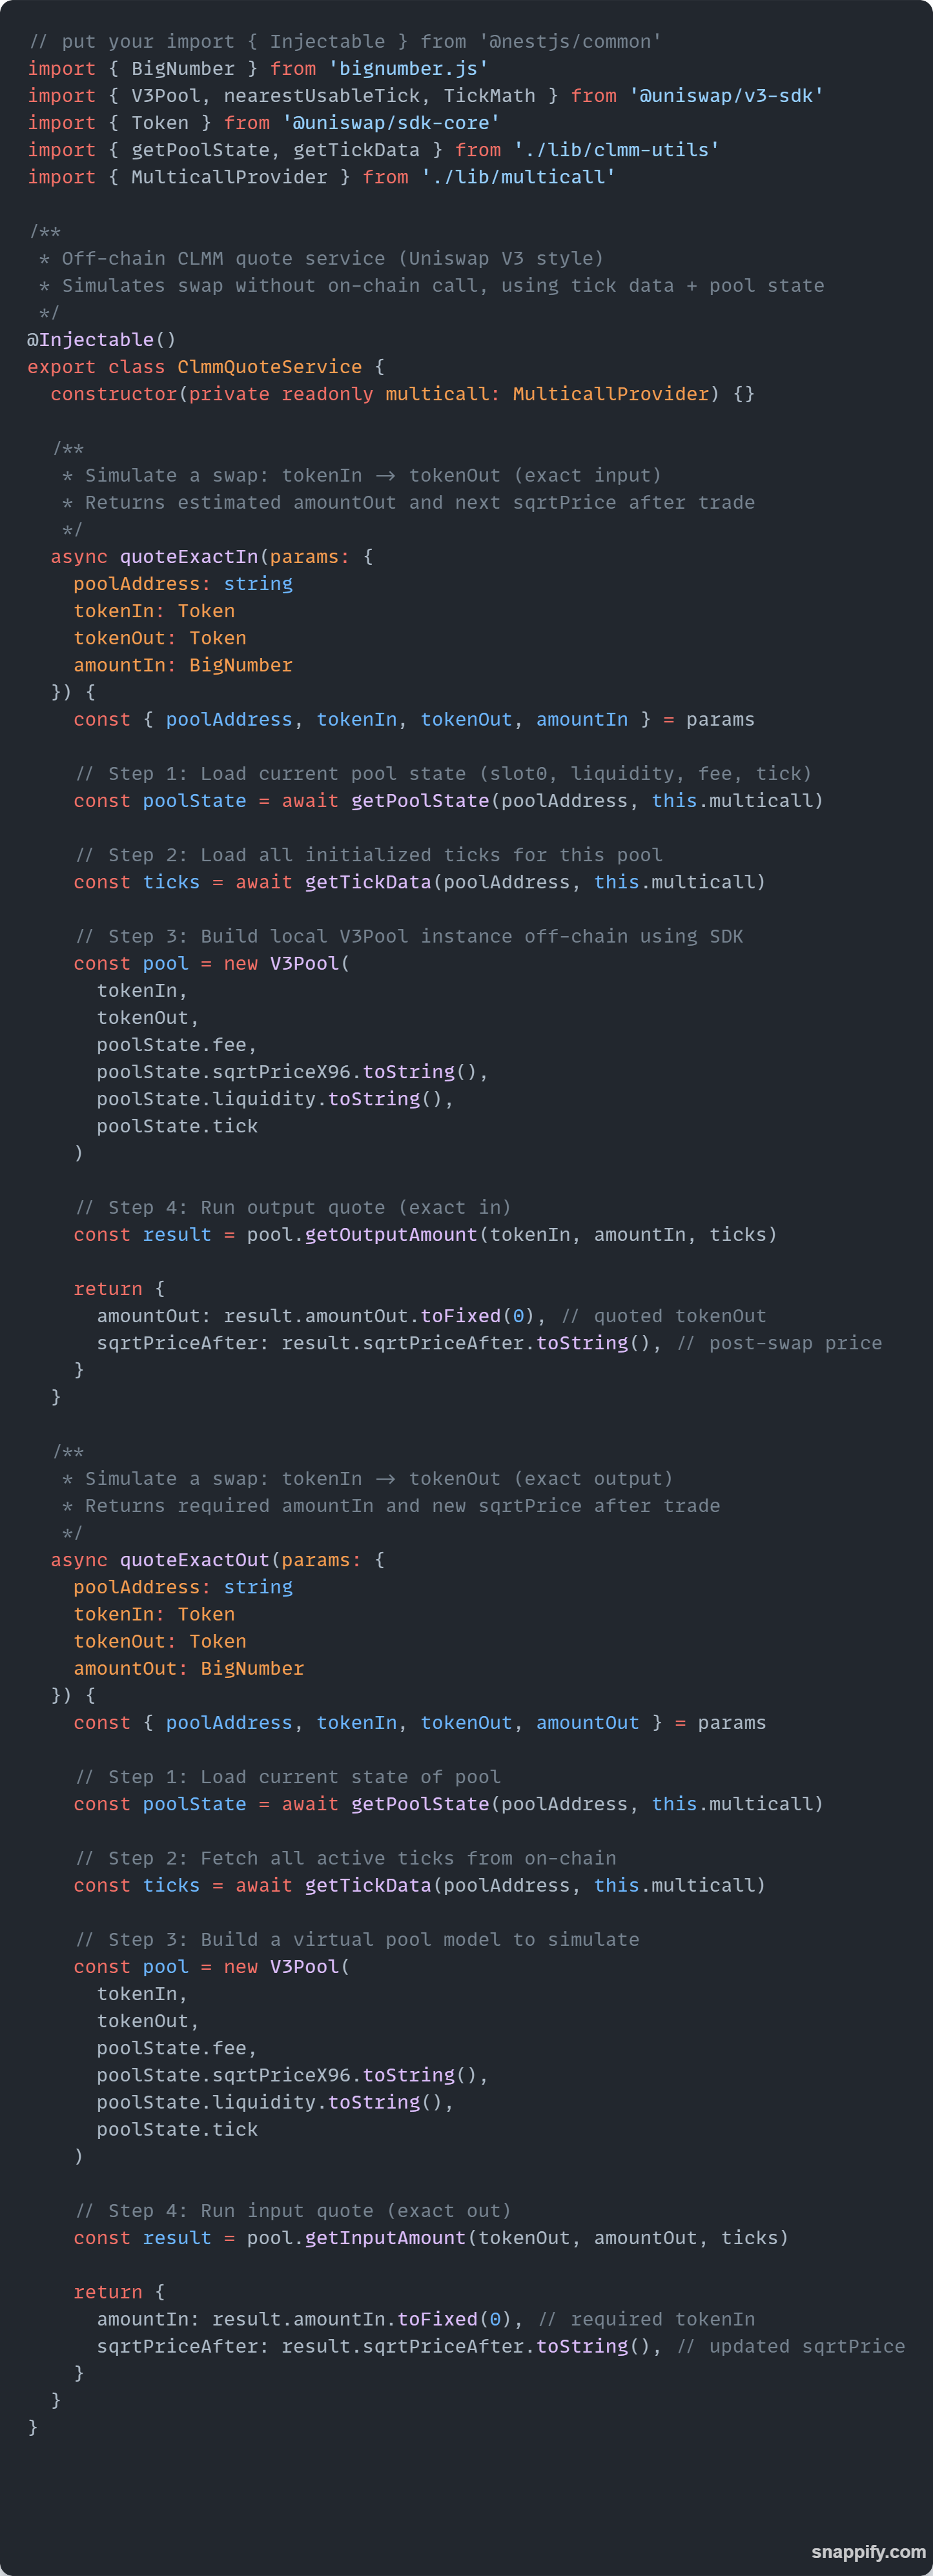 // put your import { Injectable } from '@nestjs/common'
import { BigNumber } from 'bignumber.js'
import { V3Pool, nearestUsableTick, TickMath } from '@uniswap/v3-sdk'
import { Token } from '@uniswap/sdk-core'
import { getPoolState, getTickData } from './lib/clmm-utils'
import { MulticallProvider } from './lib/multicall'

/**
 * Off-chain CLMM quote service (Uniswap V3 style)
 * Simulates swap without on-chain call, using tick data + pool state
 */
@Injectable()
export class ClmmQuoteService {
  constructor(private readonly multicall: MulticallProvider) {}

  /**
   * Simulate a swap: tokenIn → tokenOut (exact input)
   * Returns estimated amountOut and next sqrtPrice after trade
   */
  async quoteExactIn(params: {
    poolAddress: string
    tokenIn: Token
    tokenOut: Token
    amountIn: BigNumber
  }) {
    const { poolAddress, tokenIn, tokenOut, amountIn } = params

    // Step 1: Load current pool state (slot0, liquidity, fee, tick)
    const poolState = await getPoolState(poolAddress, this.multicall)

    // Step 2: Load all initialized ticks for this pool
    const ticks = await getTickData(poolAddress, this.multicall)

    // Step 3: Build local V3Pool instance off-chain using SDK
    const pool = new V3Pool(
      tokenIn,
      tokenOut,
      poolState.fee,
      poolState.sqrtPriceX96.toString(),
      poolState.liquidity.toString(),
      poolState.tick
    )

    // Step 4: Run output quote (exact in)
    const result = pool.getOutputAmount(tokenIn, amountIn, ticks)

    return {
      amountOut: result.amountOut.toFixed(0), // quoted tokenOut
      sqrtPriceAfter: result.sqrtPriceAfter.toString(), // post-swap price
    }
  }

  /**
   * Simulate a swap: tokenIn → tokenOut (exact output)
   * Returns required amountIn and new sqrtPrice after trade
   */
  async quoteExactOut(params: {
    poolAddress: string
    tokenIn: Token
    tokenOut: Token
    amountOut: BigNumber
  }) {
    const { poolAddress, tokenIn, tokenOut, amountOut } = params

    // Step 1: Load current state of pool
    const poolState = await getPoolState(poolAddress, this.multicall)

    // Step 2: Fetch all active ticks from on-chain
    const ticks = await getTickData(poolAddress, this.multicall)

    // Step 3: Build a virtual pool model to simulate
    const pool = new V3Pool(
      tokenIn,
      tokenOut,
      poolState.fee,
      poolState.sqrtPriceX96.toString(),
      poolState.liquidity.toString(),
      poolState.tick
    )

    // Step 4: Run input quote (exact out)
    const result = pool.getInputAmount(tokenOut, amountOut, ticks)

    return {
      amountIn: result.amountIn.toFixed(0), // required tokenIn
      sqrtPriceAfter: result.sqrtPriceAfter.toString(), // updated sqrtPrice
    }
  }
}
snappify.com